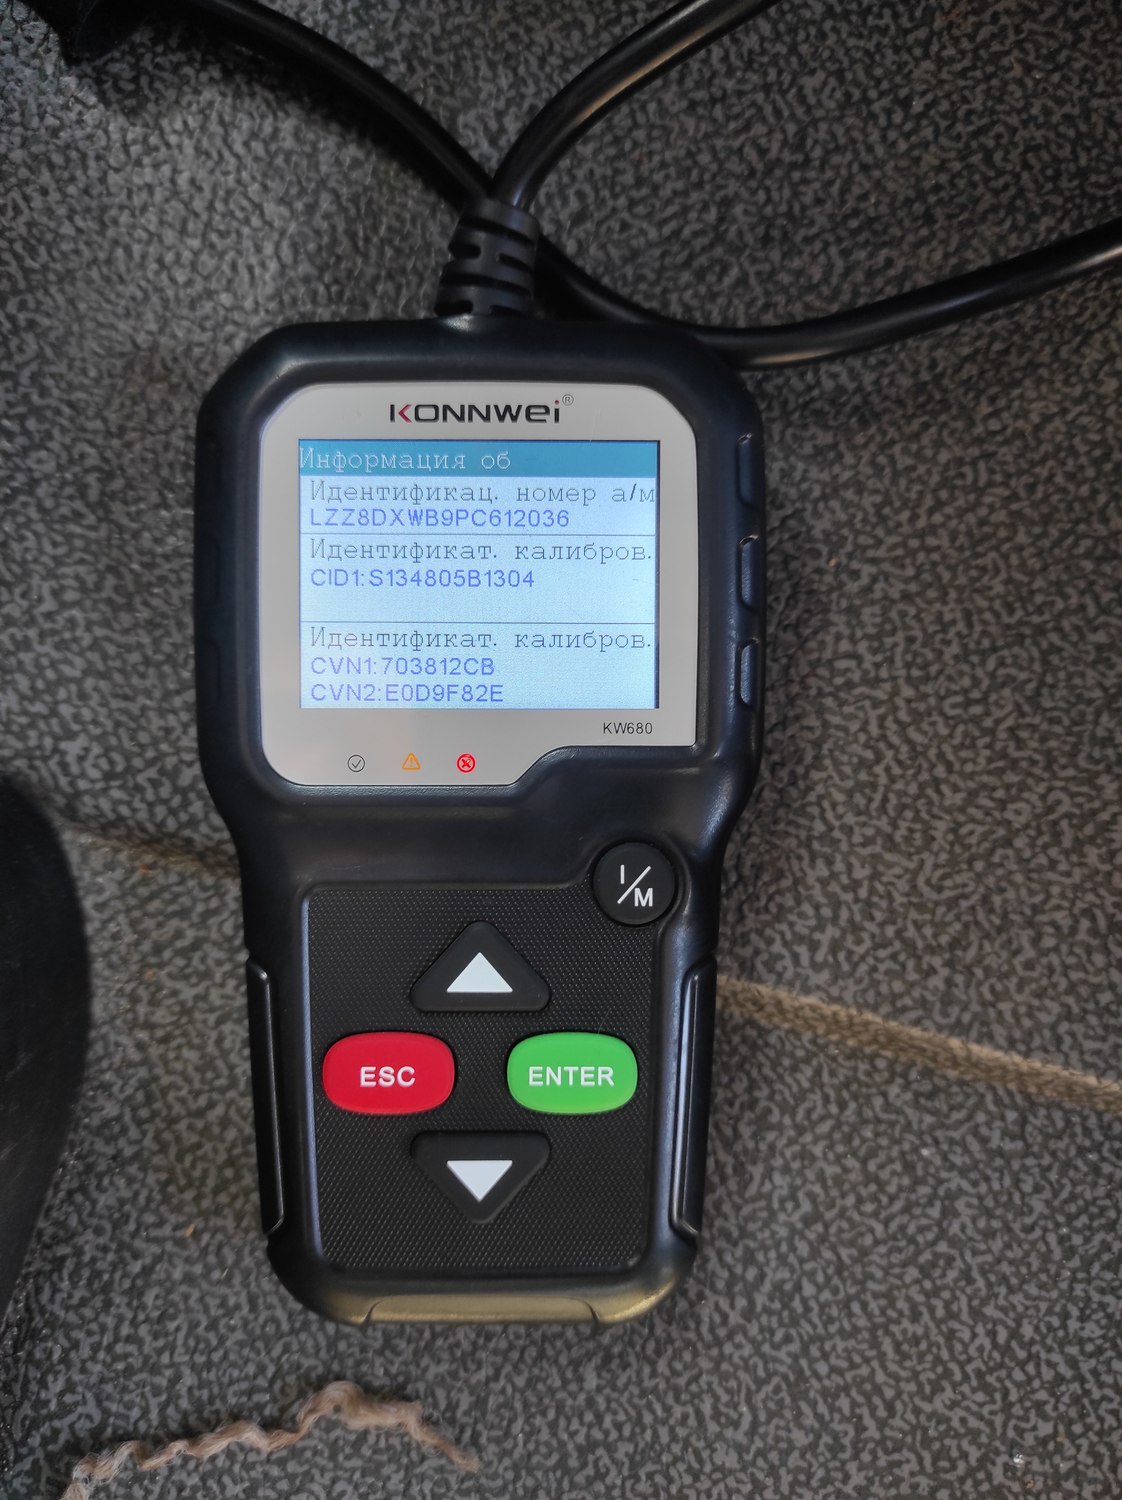 KONNWEI®
Информация об
Идентификац. номер а/м
LZZ8DXWB9PC612036
Идентификат. калибров.
CID1:S134805B1304
Идентификат. калибров.
CVN1:703812CB
CVN2:E0D9F82E
KW680
I/M
ESC
ENTER